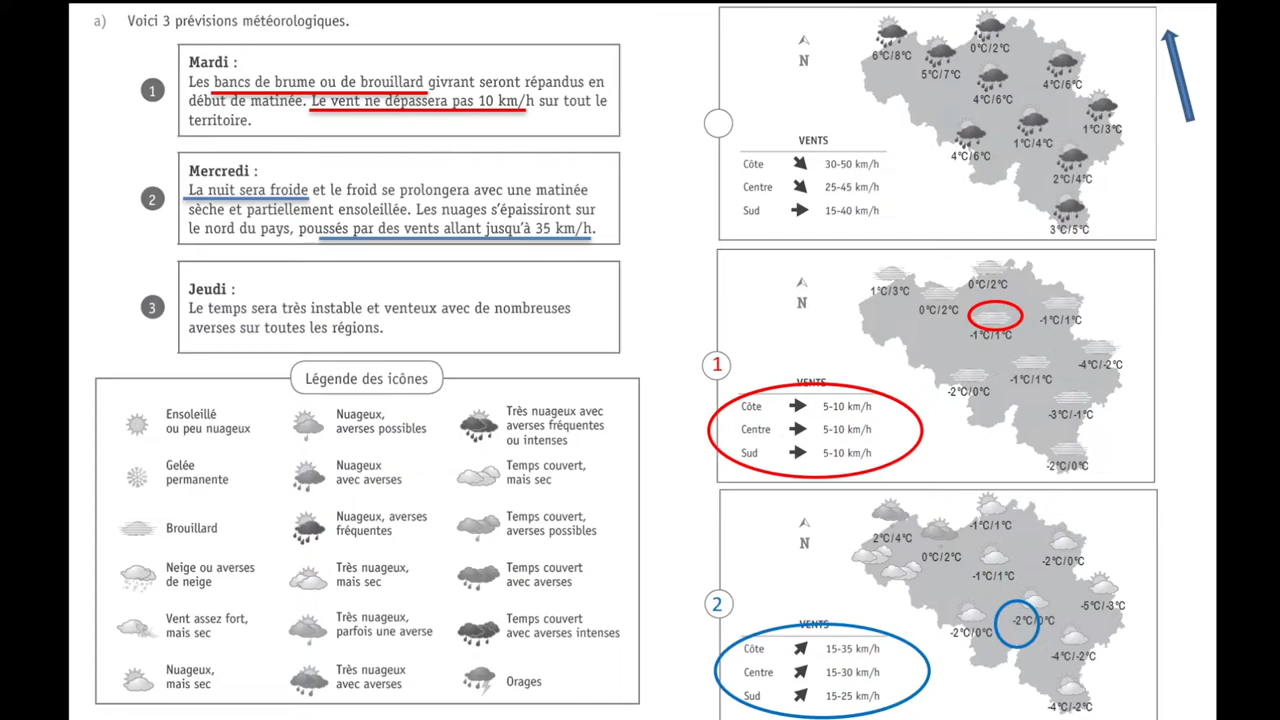 a) Voici 3 prévisions météorologiques.
1
Mardi :
Les bancs de brume ou de brouillard givrant seront répandus en
début de matinée. Le vent ne dépassera pas 10 km/h sur tout le
territoire.
2
Mercredi :
La nuit sera froide et le froid se prolongera avec une matinée
sèche et partiellement ensoleillée. Les nuages s'épaissiront sur
le nord du pays, poussés par des vents allant jusqu'à 35 km/h.
3
Jeudi :
Le temps sera très instable et venteux avec de nombreuses
averses sur toutes les régions.
Légende des icônes
Ensoleillé
ou peu nuageux
Gelée
permanente
Brouillard
Neige ou averses
de neige
Vent assez fort,
mais sec
Nuageux,
mais sec
Nuageux,
averses possibles
Nuageux
avec averses
Nuageux, averses
fréquentes
Très nuageux,
mais sec
Très nuageux,
parfois une averse
Très nuageux
avec averses
Très nuageux avec
averses fréquentes
ou intenses
Temps couvert,
mais sec
Temps couvert,
averses possibles
Temps couvert
avec averses
Temps couvert
avec averses intenses
Orages
N
6°C/8°C
0°C/2°C
5°C/7°C
4°C/6°C
4°C/6°C
1°C/3°C
1°C/4°C
4°C/6°C
2°C/4°C
3°C/5°C
VENTS
Côte 30-50 km/h
Centre 25-45 km/h
Sud 15-40 km/h
N
1°C/3°C
0°C/2°C
0°C/2°C
-1°C/1°C
-1°C/1°C
-4°C/-2°C
-1°C/1°C
-2°C/0°C
-3°C/-1°C
-2°C/0°C
1
VENTS
Côte 5-10 km/h
Centre 5-10 km/h
Sud 5-10 km/h
N
-1°C/1°C
2°C/4°C
0°C/2°C
-2°C/0°C
-1°C/1°C
-5°C/-3°C
-2°C/0°C
-2°C/0°C
-4°C/-2°C
-4°C/-2°C
2
VENTS
Côte 15-35 km/h
Centre 15-30 km/h
Sud 15-25 km/h